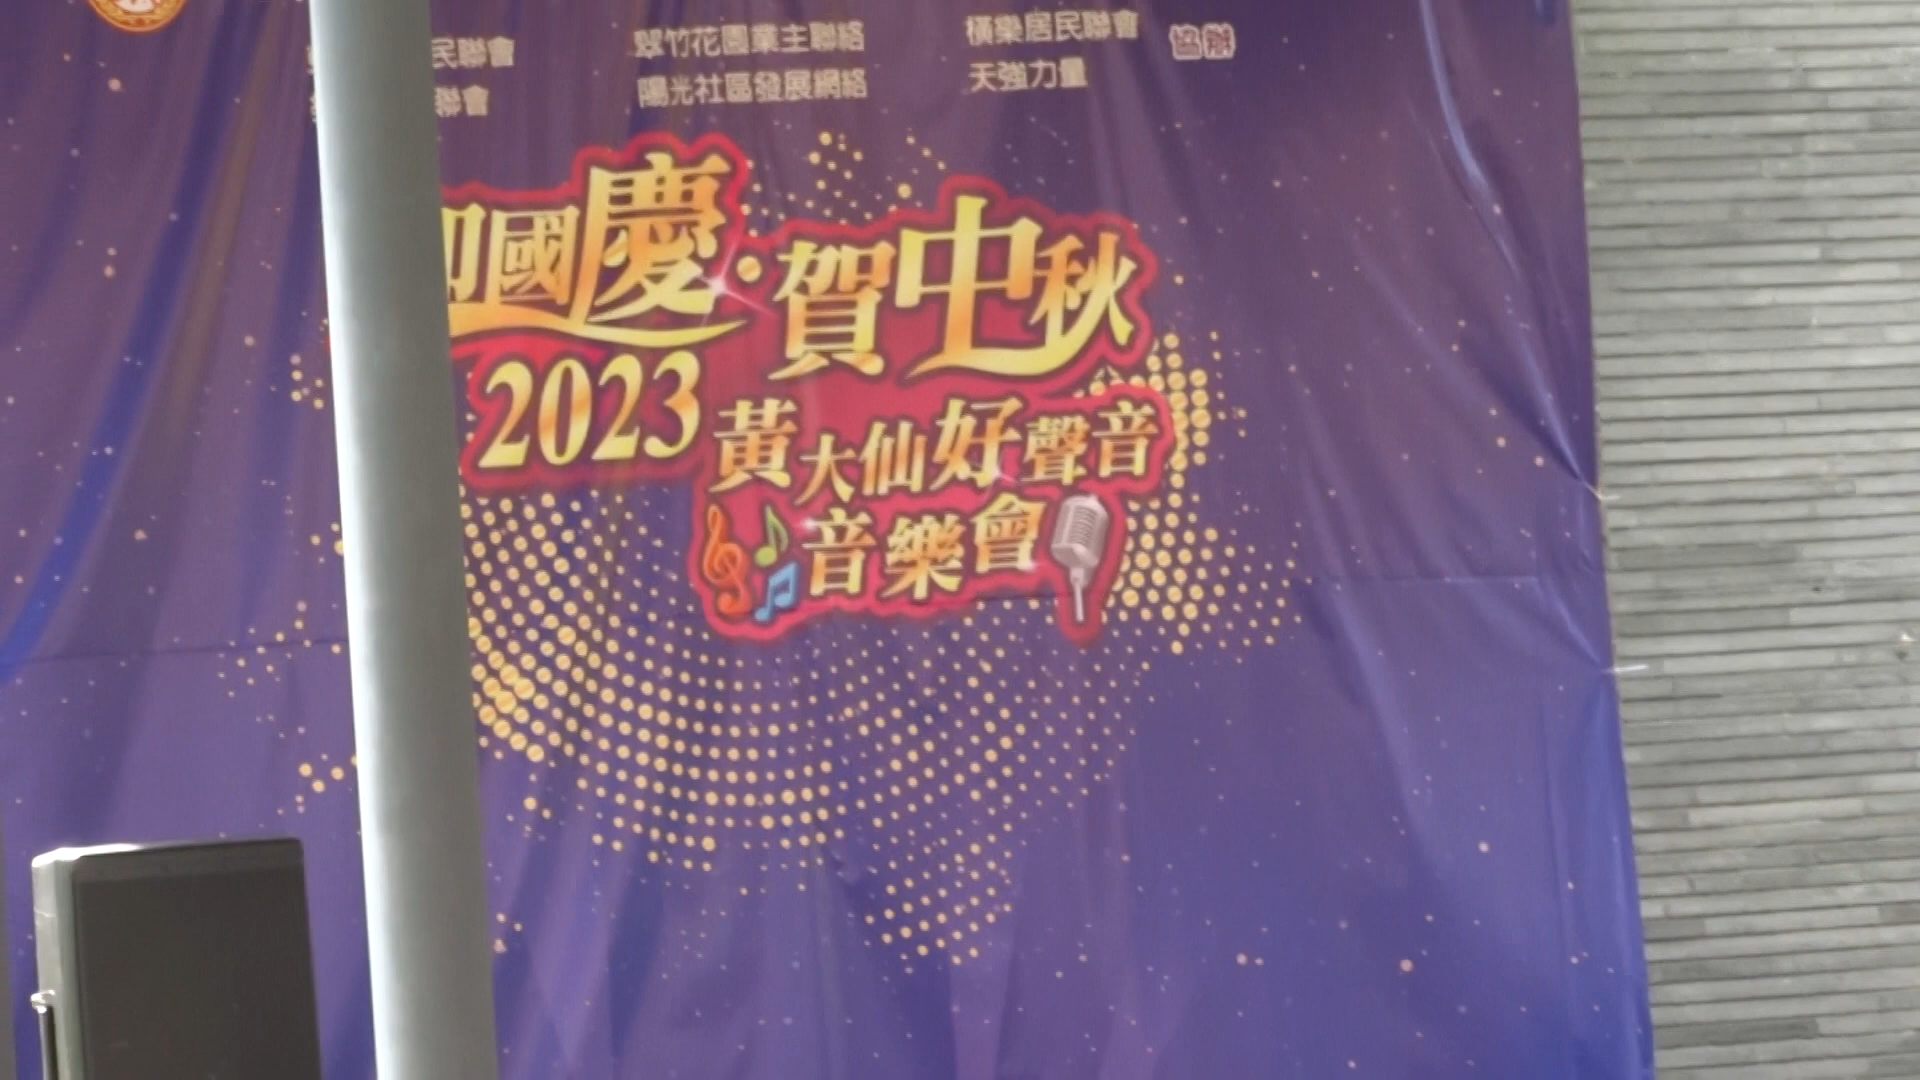 民聯會 翠竹花園業主聯絡 橫樂居民聯會 協辦
聯會 陽光社區發展網絡 天強力量
國慶·賀中秋
2023
黃大仙好聲音
音樂會